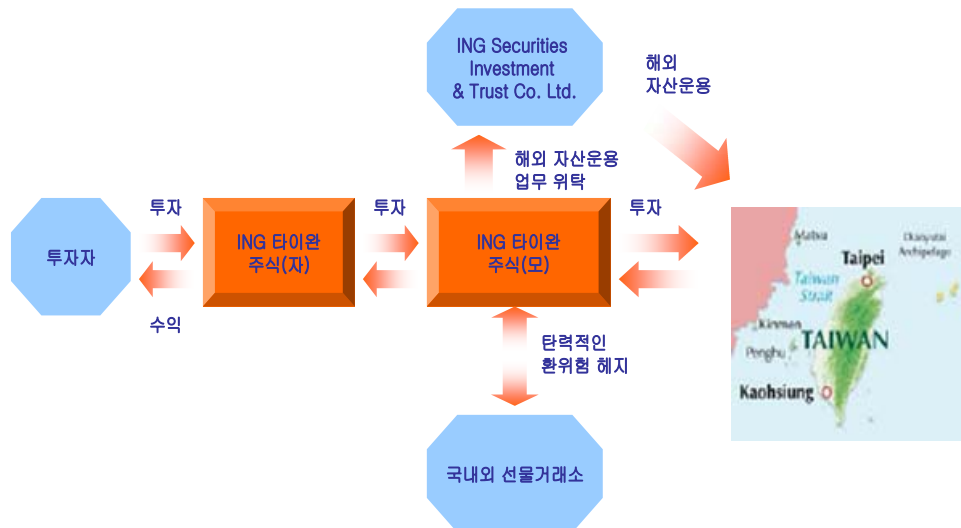 ING Securities
Investment
& Trust Co. Ltd.
해외
자산운용
해외 자산운용
업무 위탁
투자
투자
투자
투자자
ING 타이완
주식(자)
ING 타이완
주식(모)
수익
탄력적인
환위험 헤지
국내외 선물거래소
Matsu
Archipelago
Taipei
Taiwan
Strait
Kinmen
TAIWAN
Penghu
Kaohsiung